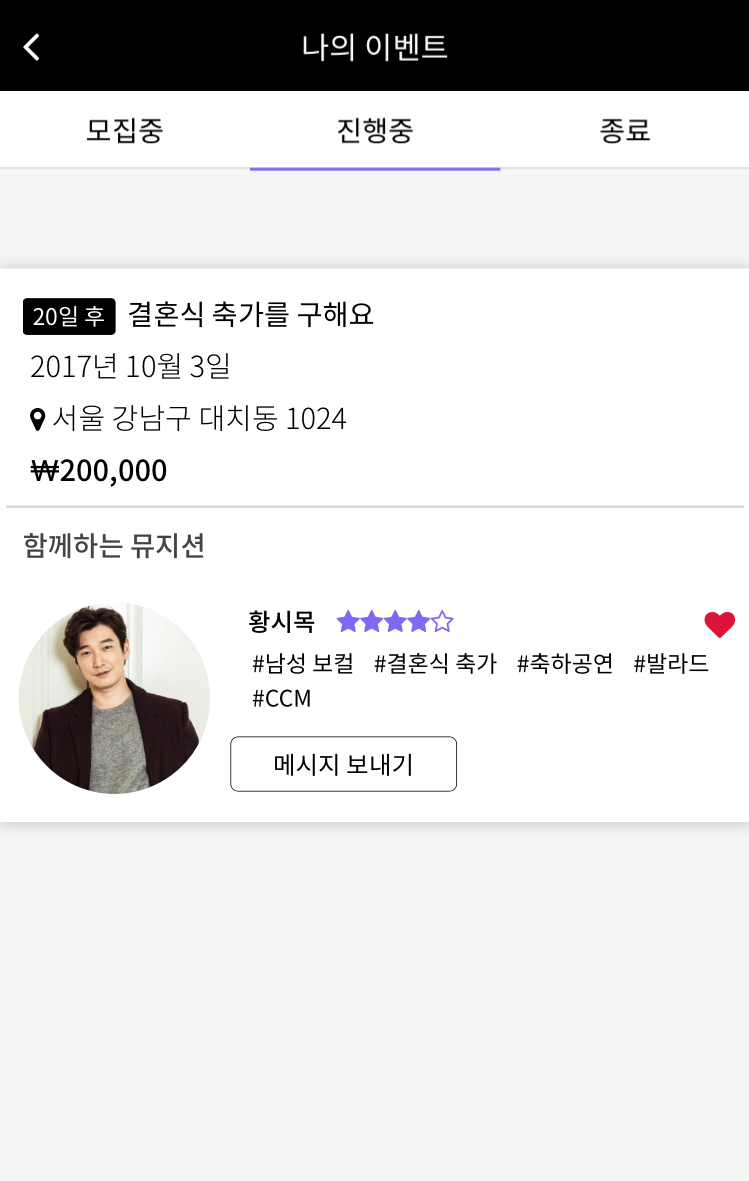 나의 이벤트
모집중 진행중 종료
20일 후 결혼식 축가를 구해요
2017년 10월 3일
서울 강남구 대치동 1024
₩200,000
함께하는 뮤지션
황시목
#남성 보컬 #결혼식 축가 #축하공연 #발라드
#CCM
메시지 보내기